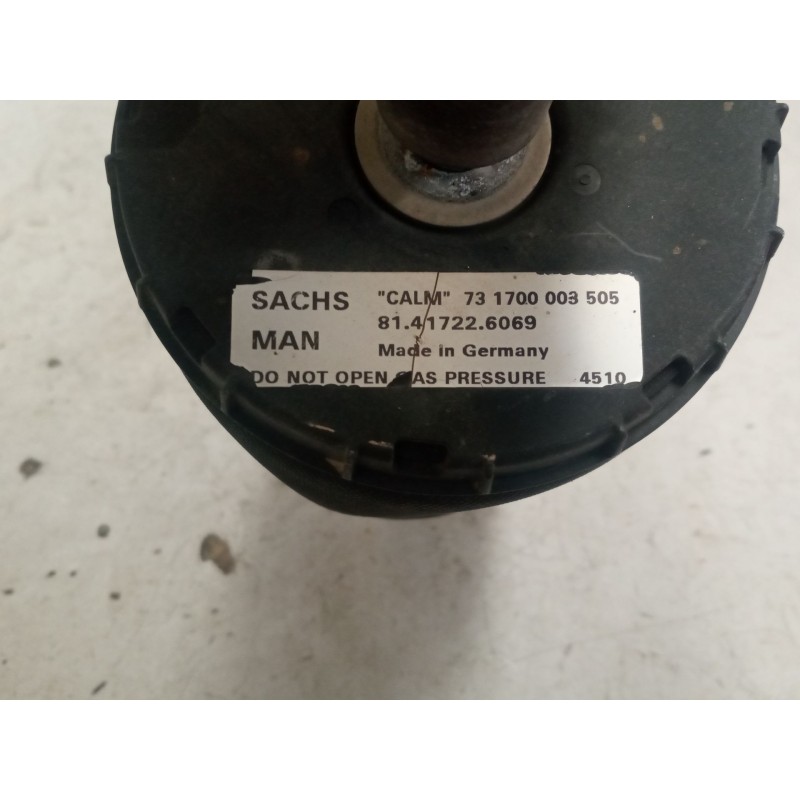 SACHS "CALM" 73 1700 003 505
MAN 81.41722.6069
Made in Germany
DO NOT OPEN GAS PRESSURE 4510